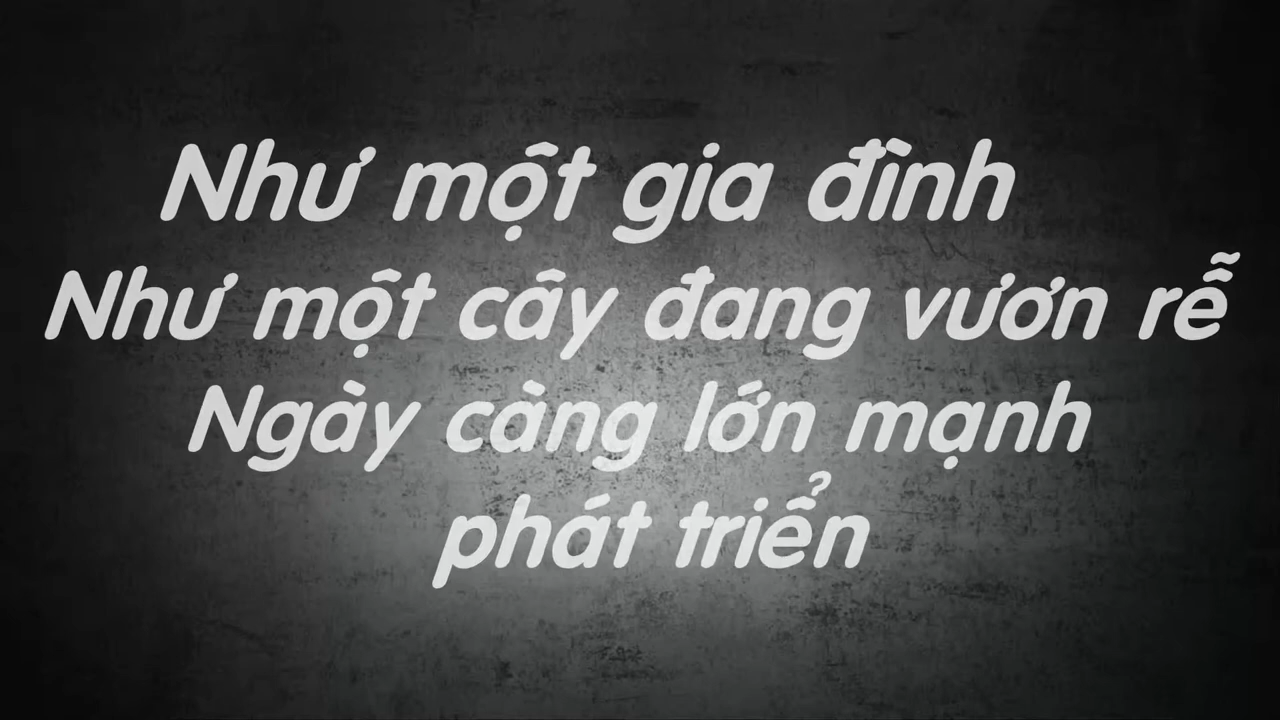 Như một gia đình
Như một cây đang vươn rễ
Ngày càng lớn mạnh
phát triển